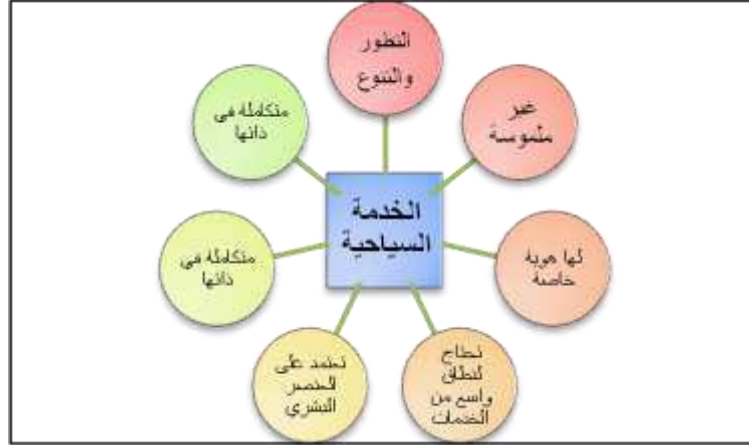 التطور
والتنوع
غير
ملموسة
لها هوية
خاصة
تحتاج
لنطاق
واسع من
الخدمات
تعتمد على
العنصر
البشري
متكاملة في
ذاتها
متكاملة في
ذاتها
الخدمة
السياحية